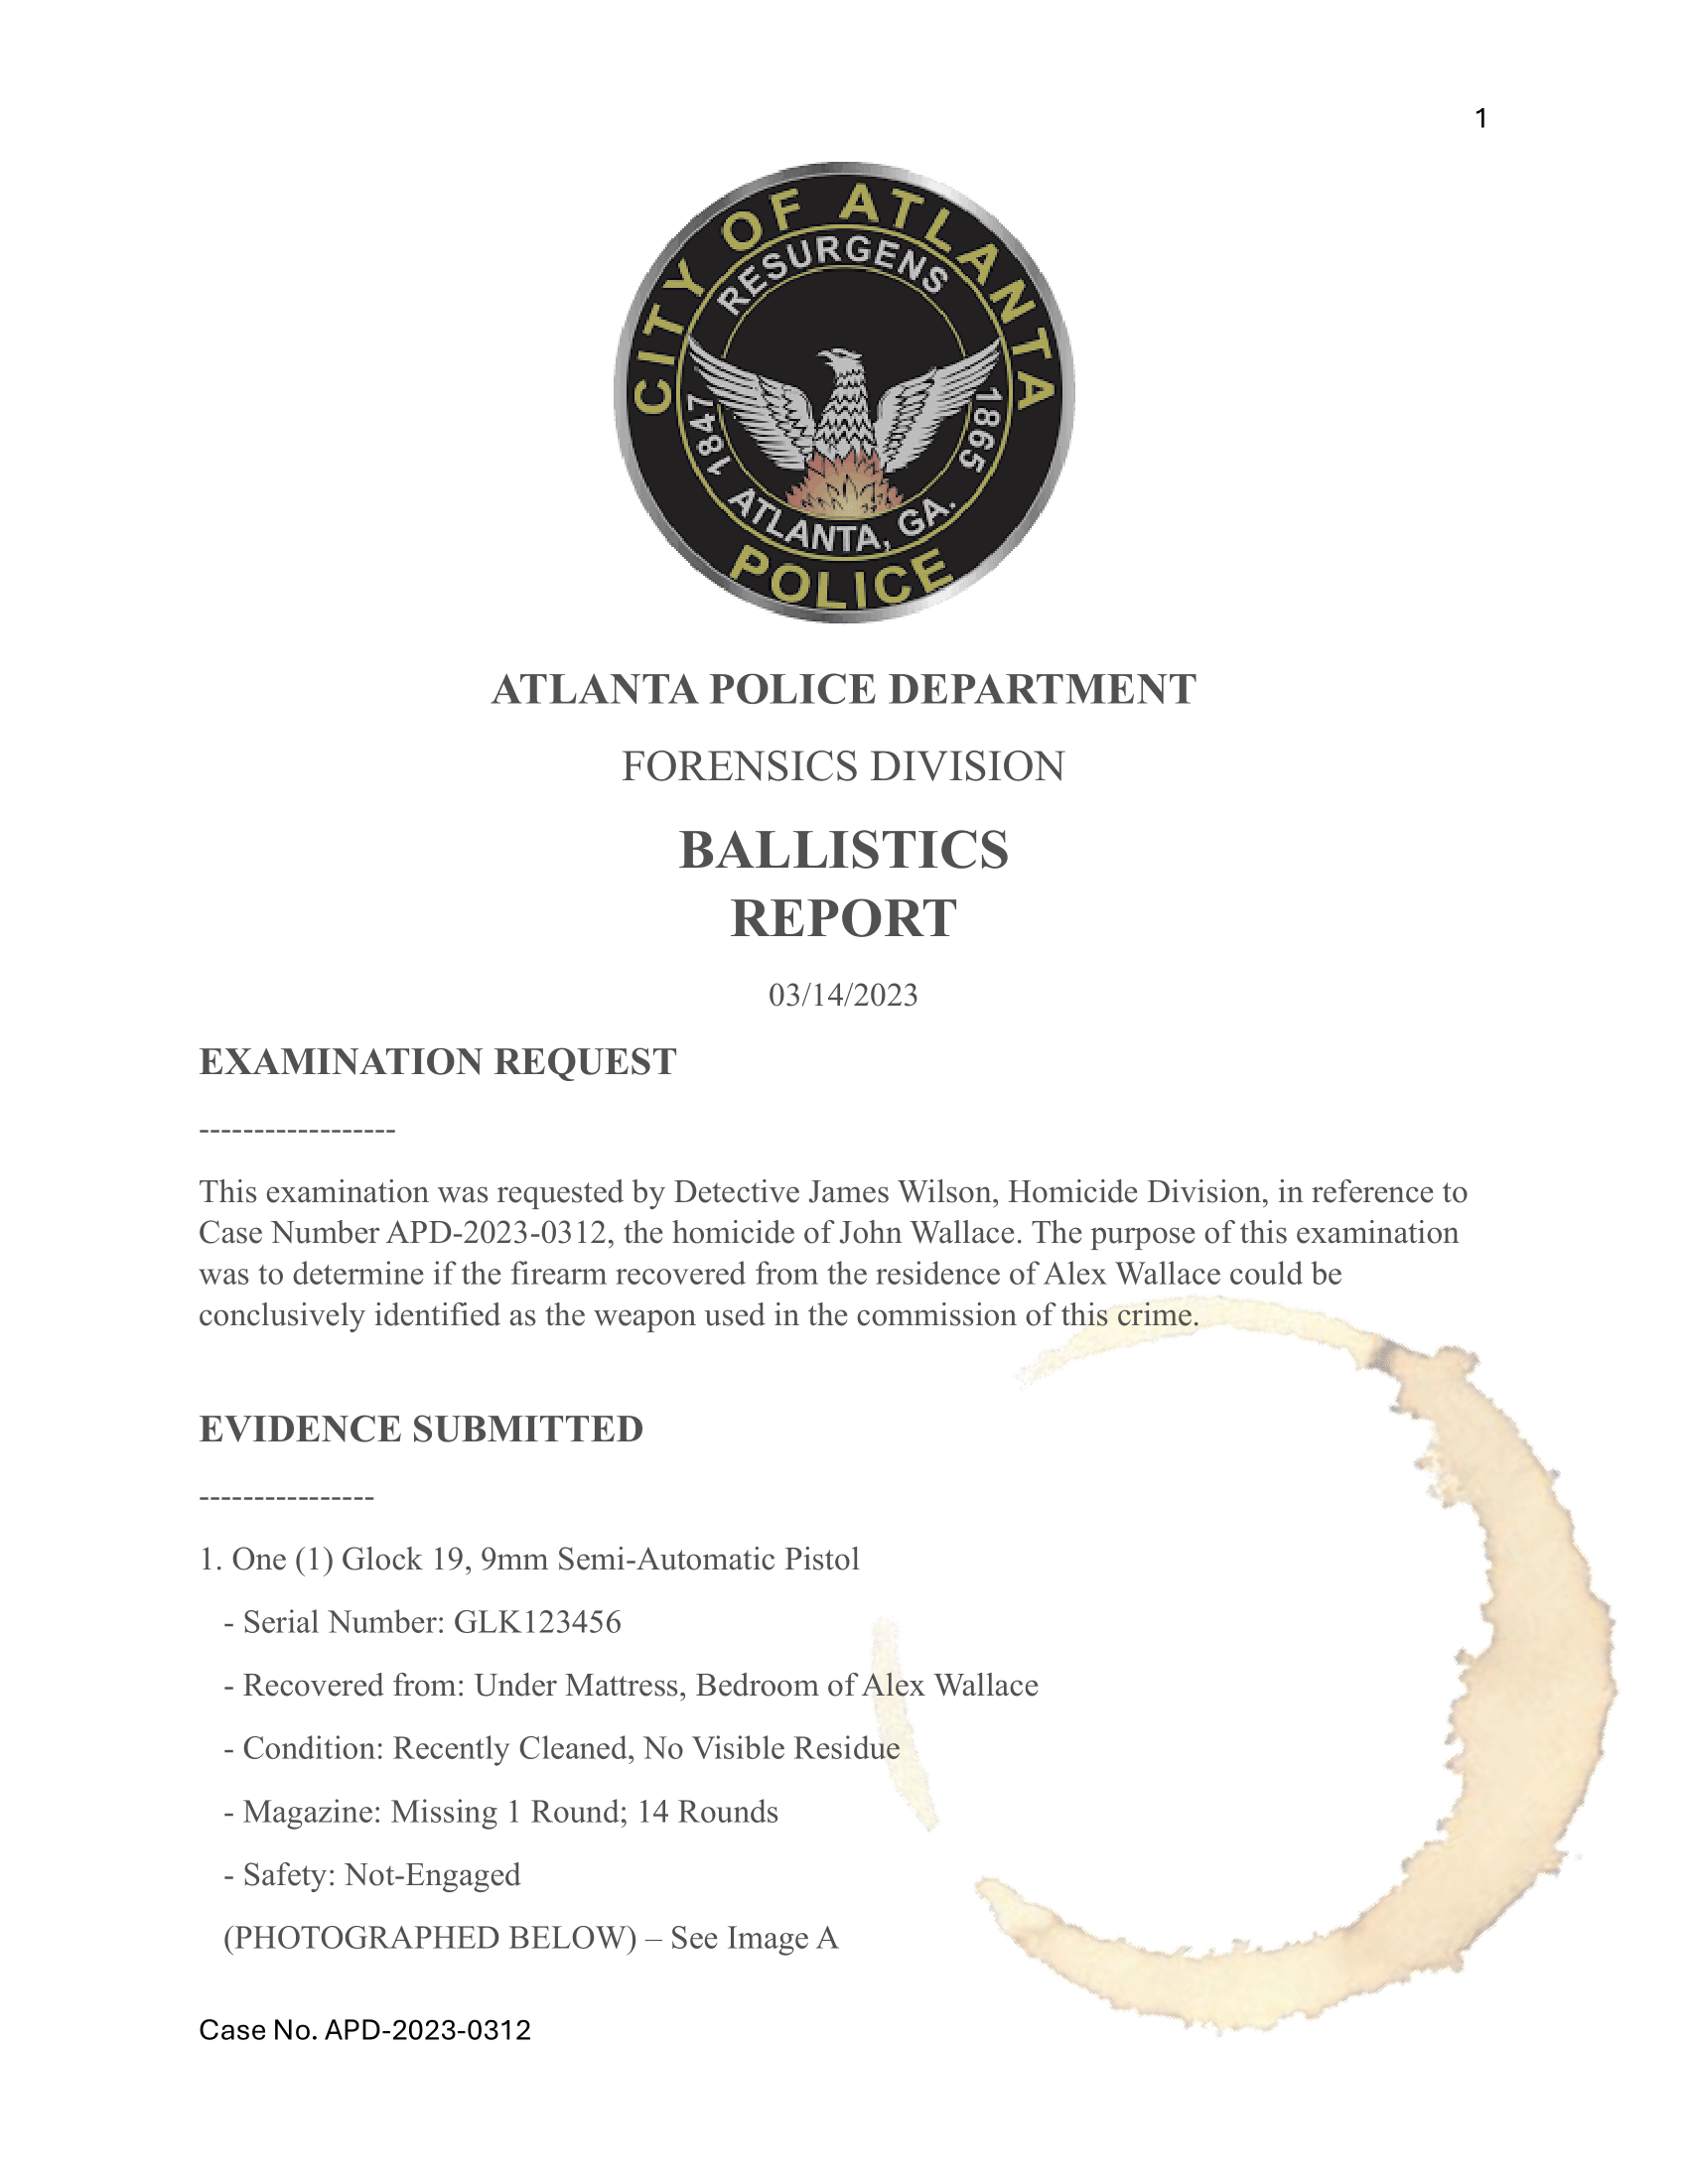 1
CITY OF ATLANTA
RESURGENS
1847 1865
ATLANTA, GA.
POLICE
ATLANTA POLICE DEPARTMENT
FORENSICS DIVISION
BALLISTICS
REPORT
03/14/2023
EXAMINATION REQUEST
------------------
This examination was requested by Detective James Wilson, Homicide Division, in reference to
Case Number APD-2023-0312, the homicide of John Wallace. The purpose of this examination
was to determine if the firearm recovered from the residence of Alex Wallace could be
conclusively identified as the weapon used in the commission of this crime.
EVIDENCE SUBMITTED
----------------
1. One (1) Glock 19, 9mm Semi-Automatic Pistol
- Serial Number: GLK123456
- Recovered from: Under Mattress, Bedroom of Alex Wallace
- Condition: Recently Cleaned, No Visible Residue
- Magazine: Missing 1 Round; 14 Rounds
- Safety: Not-Engaged
(PHOTOGRAPHED BELOW) – See Image A
Case No. APD-2023-0312